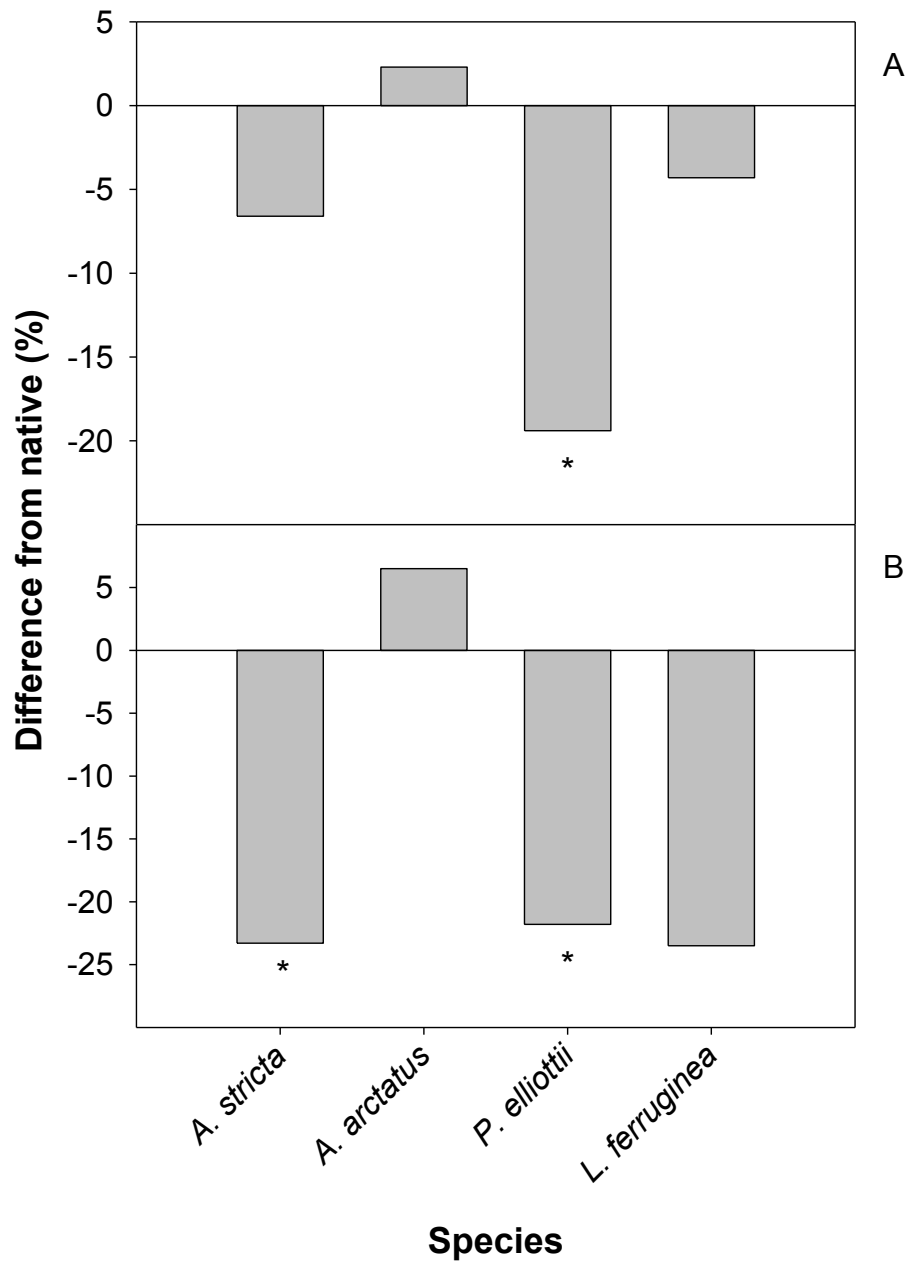 A
5
0
-5
-10
-15
-20
*
B
5
0
-5
-10
-15
-20
-25
* *
Difference from native (%)
A. stricta
A. arctatus
P. elliottii
L. ferruginea
Species